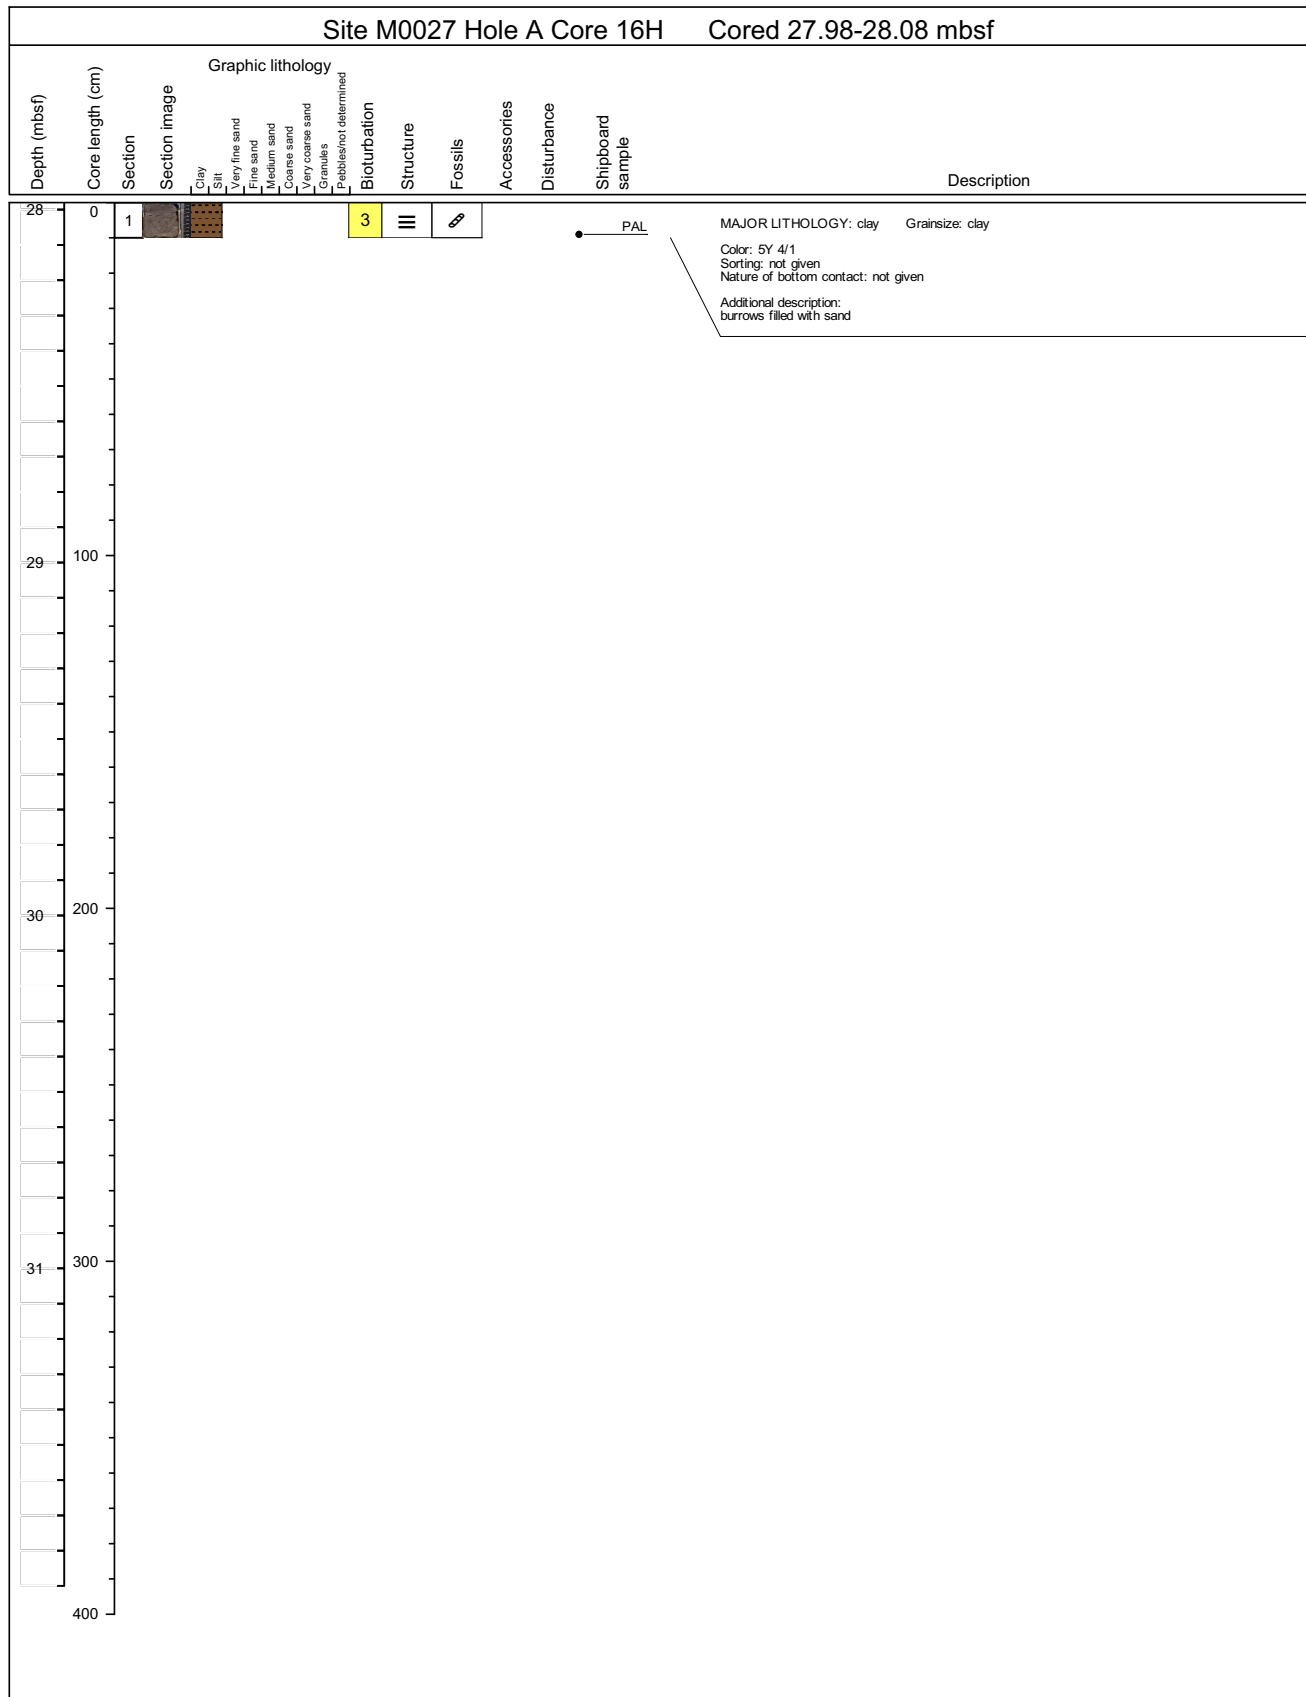 Site M0027 Hole A Core 16H Cored 27.98-28.08 mbsf
Graphic lithology
Depth (mbsf)
Core length (cm)
Section
Section image
Clay
Silt
Very fine sand
Fine sand
Medium sand
Coarse sand
Very coarse sand
Granules
Pebbles/not determined
Bioturbation
Structure
Fossils
Accessories
Disturbance
Shipboard
sample
Description
28
0
1
3
PAL
MAJOR LITHOLOGY: clay Grainsize: clay
Color: 5Y 4/1
Sorting: not given
Nature of bottom contact: not given
Additional description:
burrows filled with sand
29
100
30
200
31
300
400